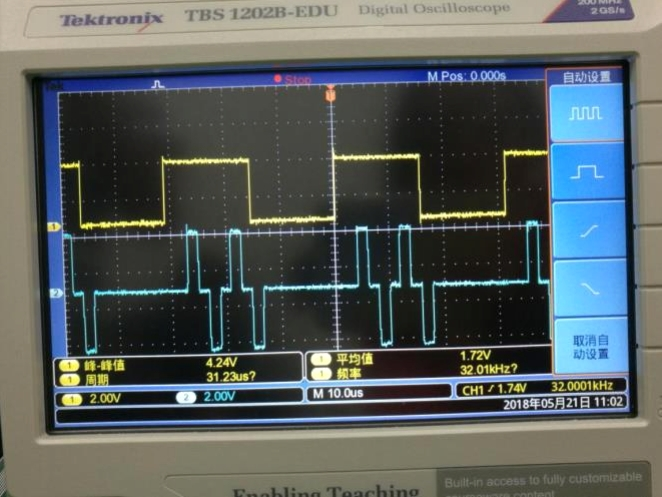 Tektronix TBS 1202B-EDU Digital Oscilloscope
200 MHz
2 GS/s
Tek Stop M Pos: 0.000s 自动设置
1
2
取消自
动设置
1 峰-峰值 4.24V 1 平均值 1.72V
1 周期 31.23us? 1 频率 32.01kHz?
1 2.00V 2 2.00V M 10.0us CH1 1.74V 32.0001kHz
2018年05月21日 11:02
Enabling Teaching
Built-in access to fully customizable
courseware content